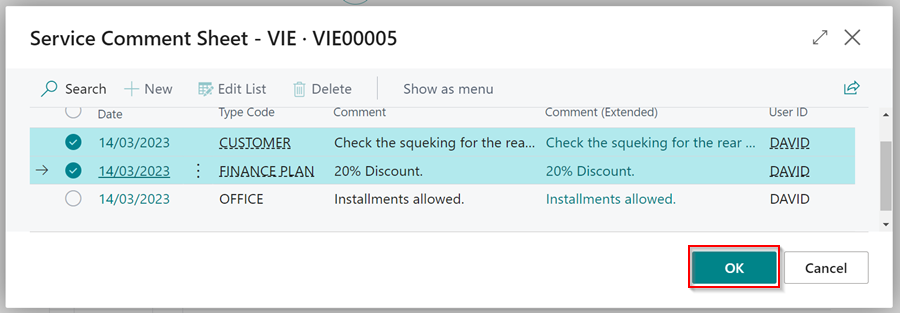 Service Comment Sheet - VIE · VIE00005
Search New Edit List Delete Show as menu
Date Type Code Comment Comment (Extended) User ID
14/03/2023 CUSTOMER Check the squeking for the rea... Check the squeking for the rear ... DAVID
14/03/2023 FINANCE PLAN 20% Discount. 20% Discount. DAVID
14/03/2023 OFFICE Installments allowed. Installments allowed. DAVID
OK Cancel